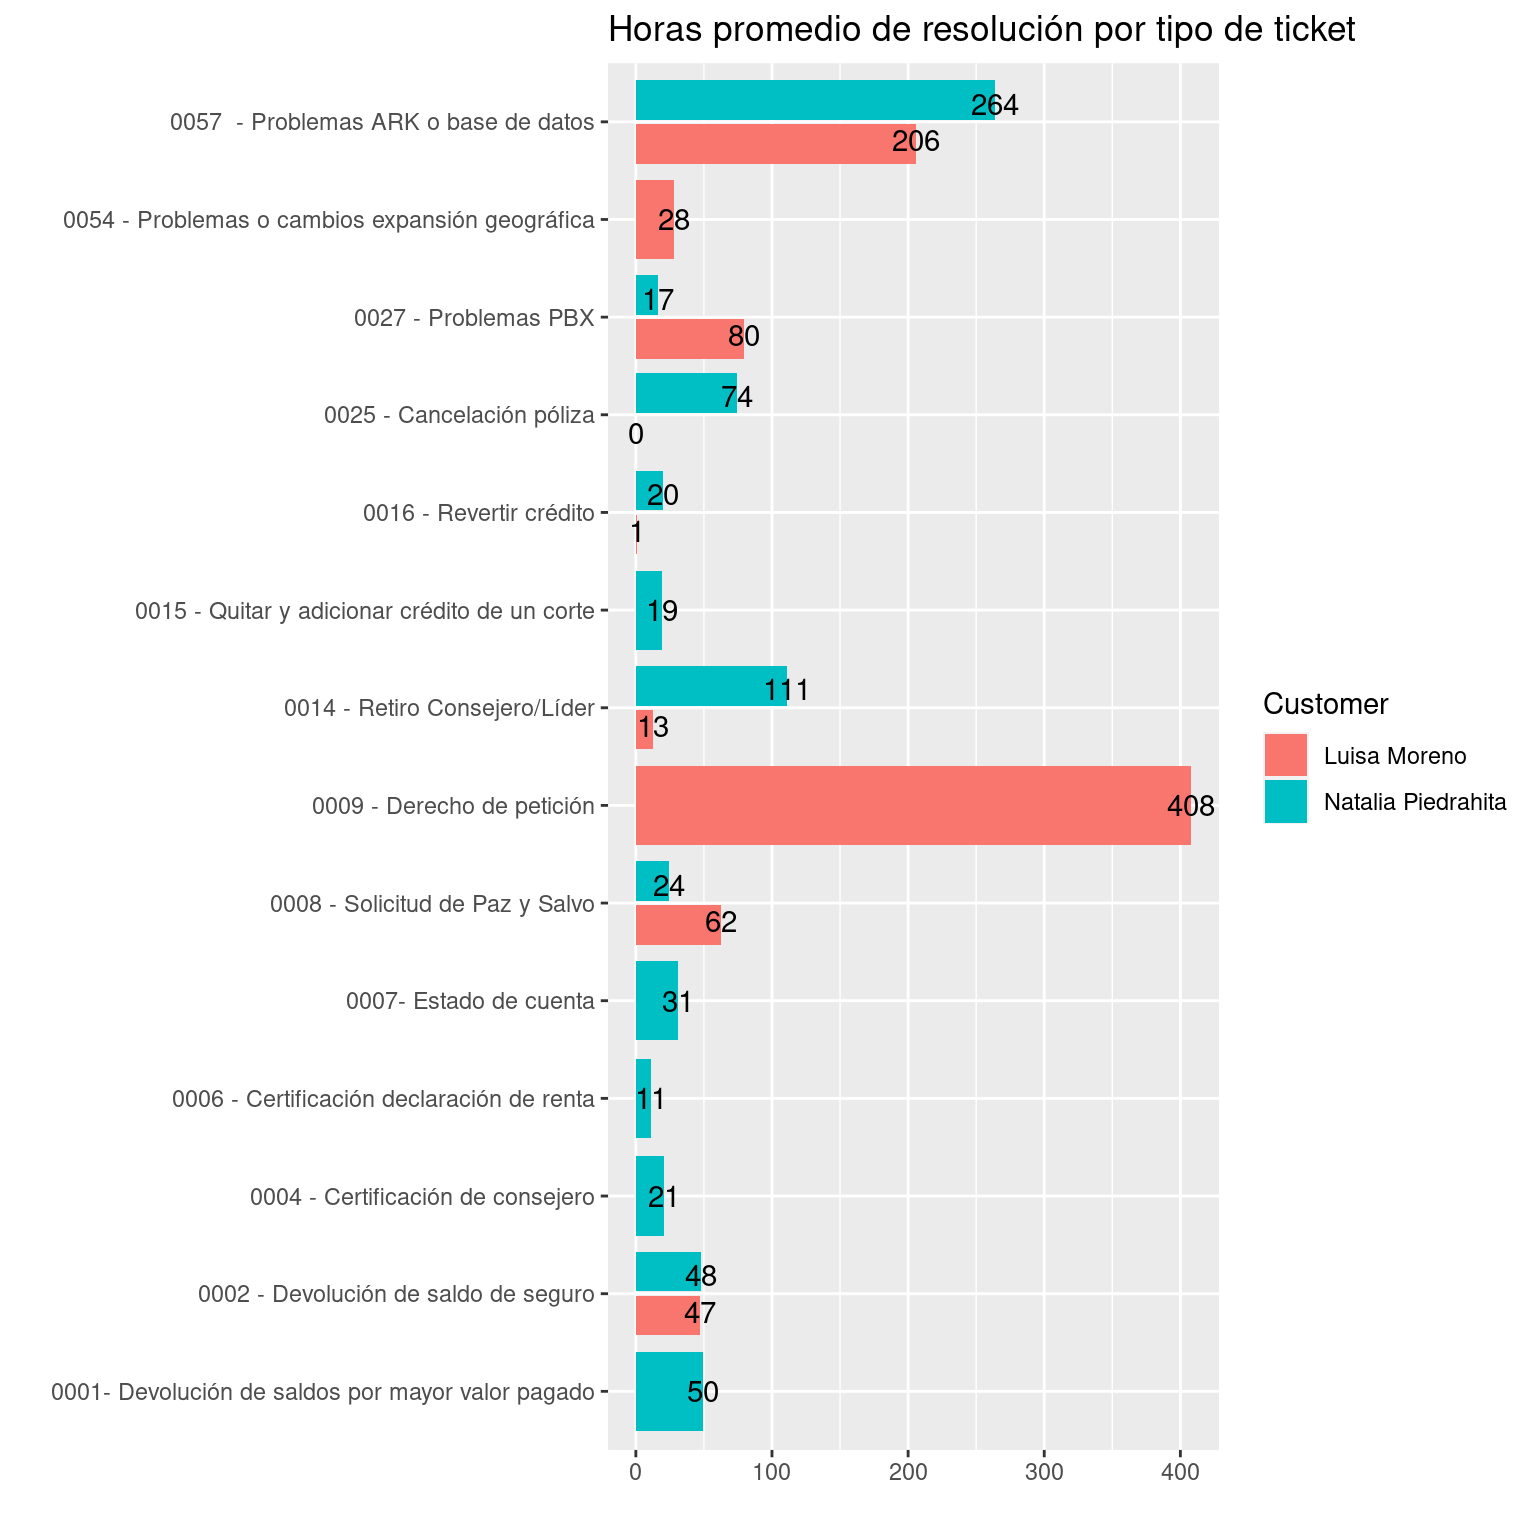 Horas promedio de resolución por tipo de ticket
0057  - Problemas ARK o base de datos
264
206
0054 - Problemas o cambios expansión geográfica
28
0027 - Problemas PBX
17
80
0025 - Cancelación póliza
74
0
0016 - Revertir crédito
20
1
0015 - Quitar y adicionar crédito de un corte
19
0014 - Retiro Consejero/Líder
111
13
0009 - Derecho de petición
408
0008 - Solicitud de Paz y Salvo
24
62
0007- Estado de cuenta
31
0006 - Certificación declaración de renta
11
0004 - Certificación de consejero
21
0002 - Devolución de saldo de seguro
48
47
0001- Devolución de saldos por mayor valor pagado
50
0 100 200 300 400
Customer
Luisa Moreno
Natalia Piedrahita